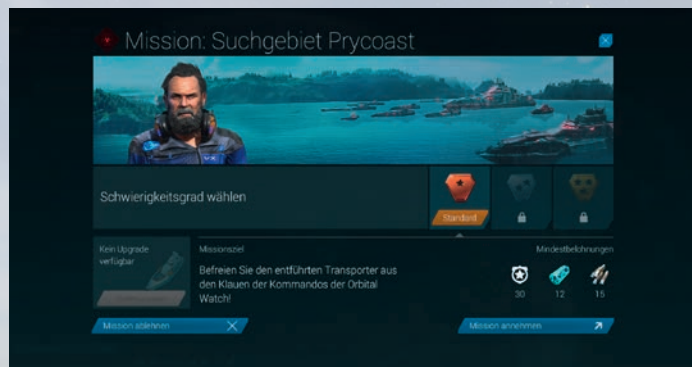 Mission: Suchgebiet Prycoast
Schwierigkeitsgrad wählen
Standard
Kein Upgrade
verfügbar
Missionsziel
Befreien Sie den entführten Transporter aus
den Klauen der Kommandos der Orbital
Watch!
Mindestbelohnungen
30
12
15
Mission ablehnen
Mission annehmen